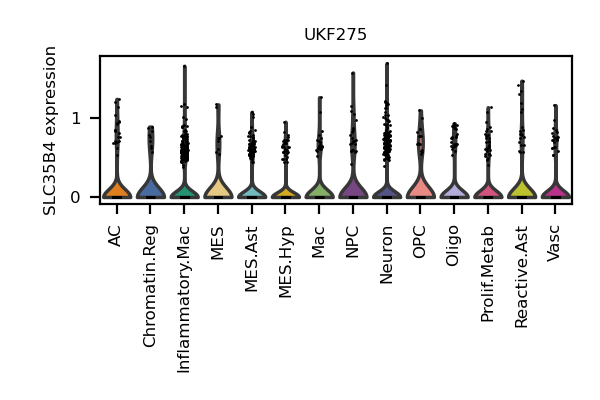 UKF275
SLC35B4 expression
1
0
AC
Chromatin.Reg
Inflammatory.Mac
MES
MES.Ast
MES.Hyp
Mac
NPC
Neuron
OPC
Oligo
Prolif.Metab
Reactive.Ast
Vasc